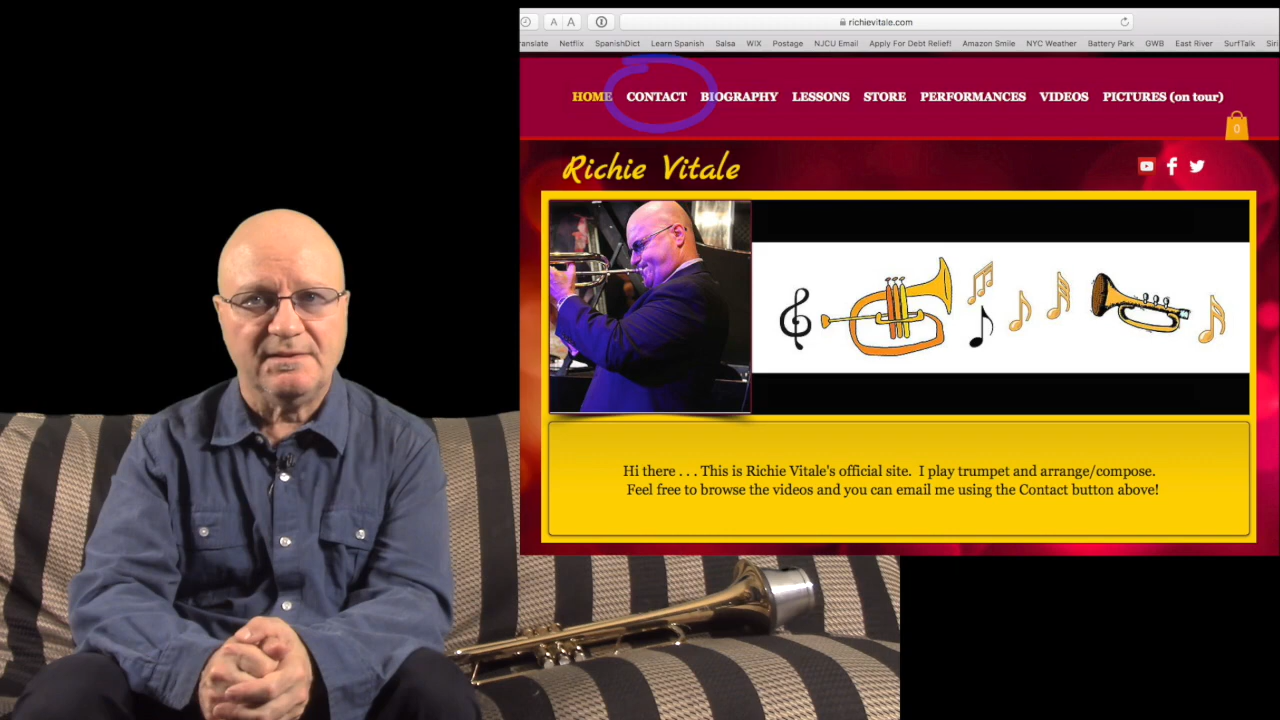 A A richievitale.com
ranslate Netflix SpanishDict Learn Spanish Salsa WIX Postage NJCU Email Apply For Debt Relief! Amazon Smile NYC Weather Battery Park GWB East River SurfTalk Siri
HOME CONTACT BIOGRAPHY LESSONS STORE PERFORMANCES VIDEOS PICTURES (on tour)
0
Richie Vitale
Hi there . . . This is Richie Vitale's official site. I play trumpet and arrange/compose.
Feel free to browse the videos and you can email me using the Contact button above!